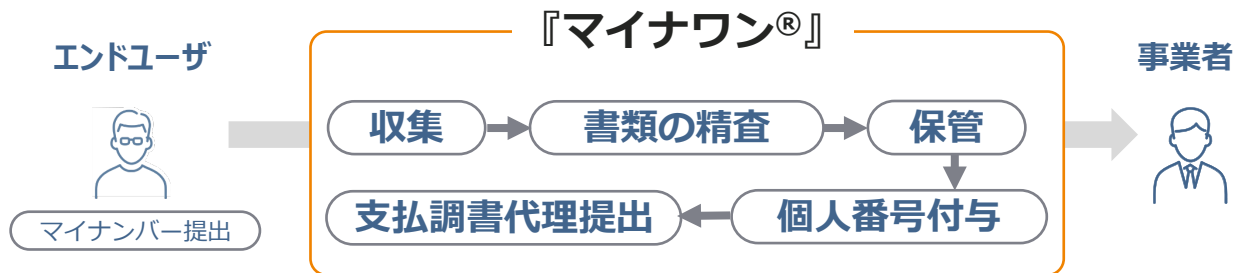 『マイナワン®』
エンドユーザ
事業者
収集
書類の精査
保管
個人番号付与
支払調書代理提出
マイナンバー提出